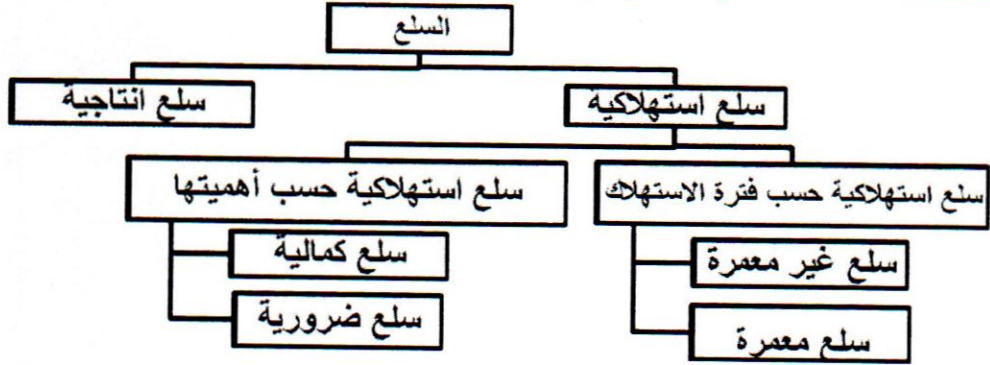 السلع
سلع استهلاكية
سلع انتاجية
سلع استهلاكية حسب فترة الاستهلاك
سلع استهلاكية حسب أهميتها
سلع غير معمرة
سلع كمالية
سلع معمرة
سلع ضرورية